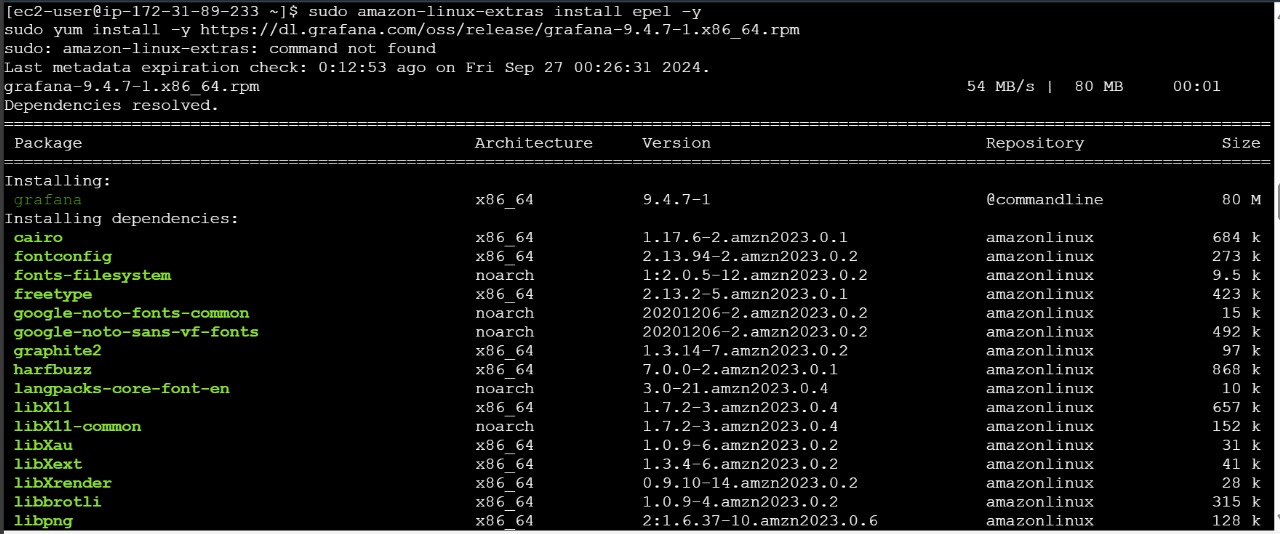 [ec2-user@ip-172-31-89-233 ~]$ sudo amazon-linux-extras install epel -y
sudo yum install -y https://dl.grafana.com/oss/release/grafana-9.4.7-1.x86_64.rpm
sudo: amazon-linux-extras: command not found
Last metadata expiration check: 0:12:53 ago on Fri Sep 27 00:26:31 2024.
grafana-9.4.7-1.x86_64.rpm 54 MB/s | 80 MB 00:01
Dependencies resolved.
Package Architecture Version Repository Size
Installing:
grafana x86_64 9.4.7-1 @commandline 80 M
Installing dependencies:
cairo x86_64 1.17.6-2.amzn2023.0.1 amazonlinux 684 k
fontconfig x86_64 2.13.94-2.amzn2023.0.2 amazonlinux 273 k
fonts-filesystem noarch 1:2.0.5-12.amzn2023.0.2 amazonlinux 9.5 k
freetype x86_64 2.13.2-5.amzn2023.0.1 amazonlinux 423 k
google-noto-fonts-common noarch 20201206-2.amzn2023.0.2 amazonlinux 15 k
google-noto-sans-vf-fonts noarch 20201206-2.amzn2023.0.2 amazonlinux 492 k
graphite2 x86_64 1.3.14-7.amzn2023.0.2 amazonlinux 97 k
harfbuzz x86_64 7.0.0-2.amzn2023.0.1 amazonlinux 868 k
langpacks-core-font-en noarch 3.0-21.amzn2023.0.4 amazonlinux 10 k
libX11 x86_64 1.7.2-3.amzn2023.0.4 amazonlinux 657 k
libX11-common noarch 1.7.2-3.amzn2023.0.4 amazonlinux 152 k
libXau x86_64 1.0.9-6.amzn2023.0.2 amazonlinux 31 k
libXext x86_64 1.3.4-6.amzn2023.0.2 amazonlinux 41 k
libXrender x86_64 0.9.10-14.amzn2023.0.2 amazonlinux 28 k
libbrotli x86_64 1.0.9-4.amzn2023.0.2 amazonlinux 315 k
libpng x86_64 2:1.6.37-10.amzn2023.0.6 amazonlinux 128 k